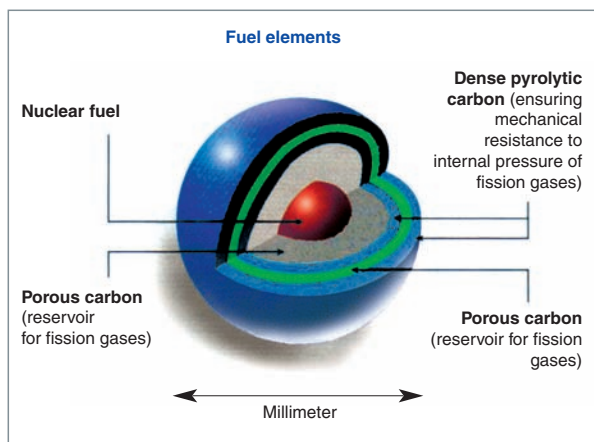 Fuel elements
Nuclear fuel
Dense pyrolytic
carbon (ensuring
mechanical
resistance to
internal pressure of
fission gases)
Porous carbon
(reservoir
for fission gases)
Porous carbon
(reservoir for fission
gases)
Millimeter